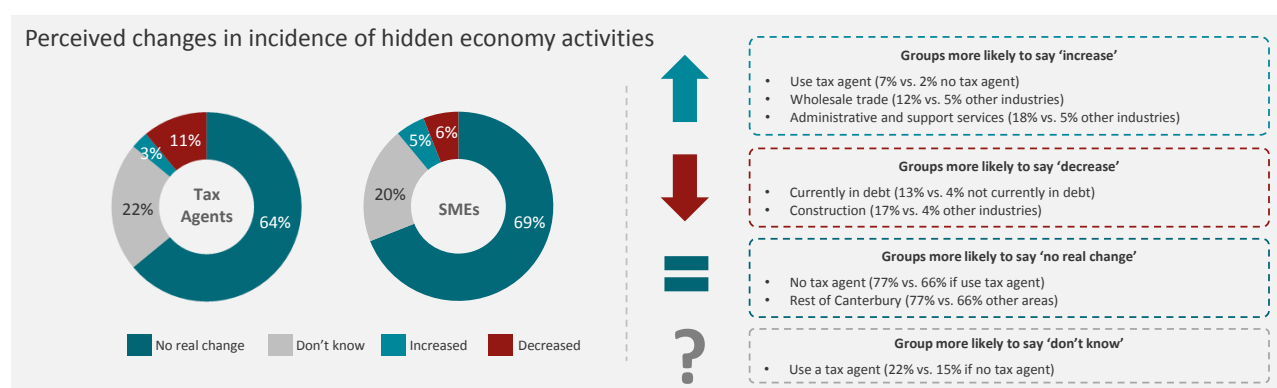 Perceived changes in incidence of hidden economy activities
11%
3%
22%
64%
Tax
Agents
6%
5%
20%
69%
SMEs
No real change
Don't know
Increased
Decreased
Groups more likely to say 'increase'
• Use tax agent (7% vs. 2% no tax agent)
• Wholesale trade (12% vs. 5% other industries)
• Administrative and support services (18% vs. 5% other industries)
Groups more likely to say 'decrease'
• Currently in debt (13% vs. 4% not currently in debt)
• Construction (17% vs. 4% other industries)
Groups more likely to say 'no real change'
• No tax agent (77% vs. 66% if use tax agent)
• Rest of Canterbury (77% vs. 66% other areas)
?
Group more likely to say 'don't know'
• Use a tax agent (22% vs. 15% if no tax agent)